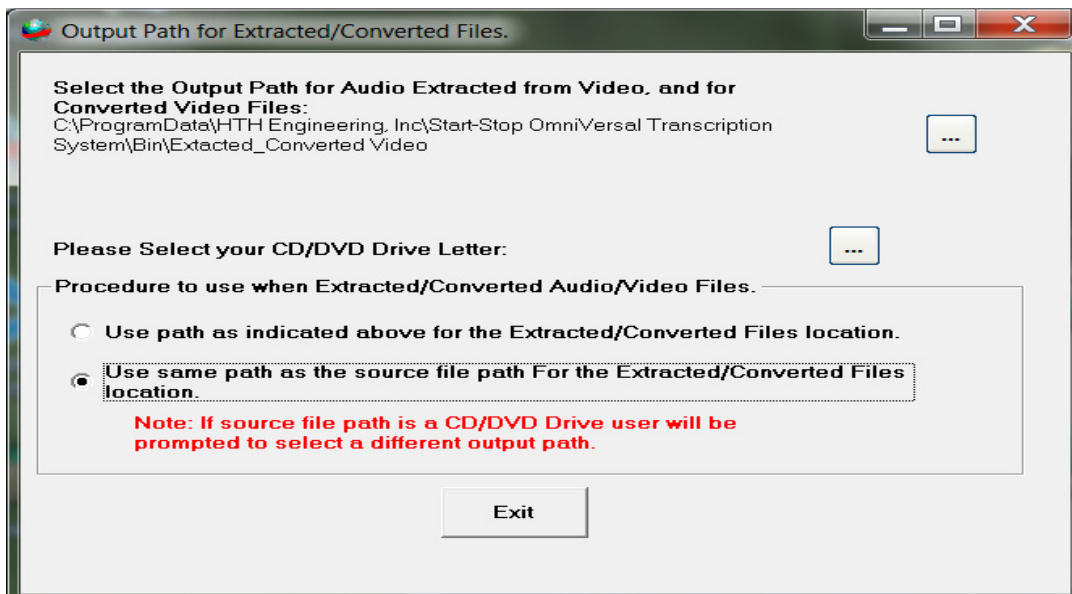 Output Path for Extracted/Converted Files.
Select the Output Path for Audio Extracted from Video, and for
Converted Video Files:
C:\ProgramData\HTH Engineering, Inc\Start-Stop OmniVersal Transcription
System\Bin\Extacted_Converted Video
...
Please Select your CD/DVD Drive Letter:
...
Procedure to use when Extracted/Converted Audio/Video Files.
Use path as indicated above for the Extracted/Converted Files location.
Use same path as the source file path For the Extracted/Converted Files
location.
Note: If source file path is a CD/DVD Drive user will be
prompted to select a different output path.
Exit